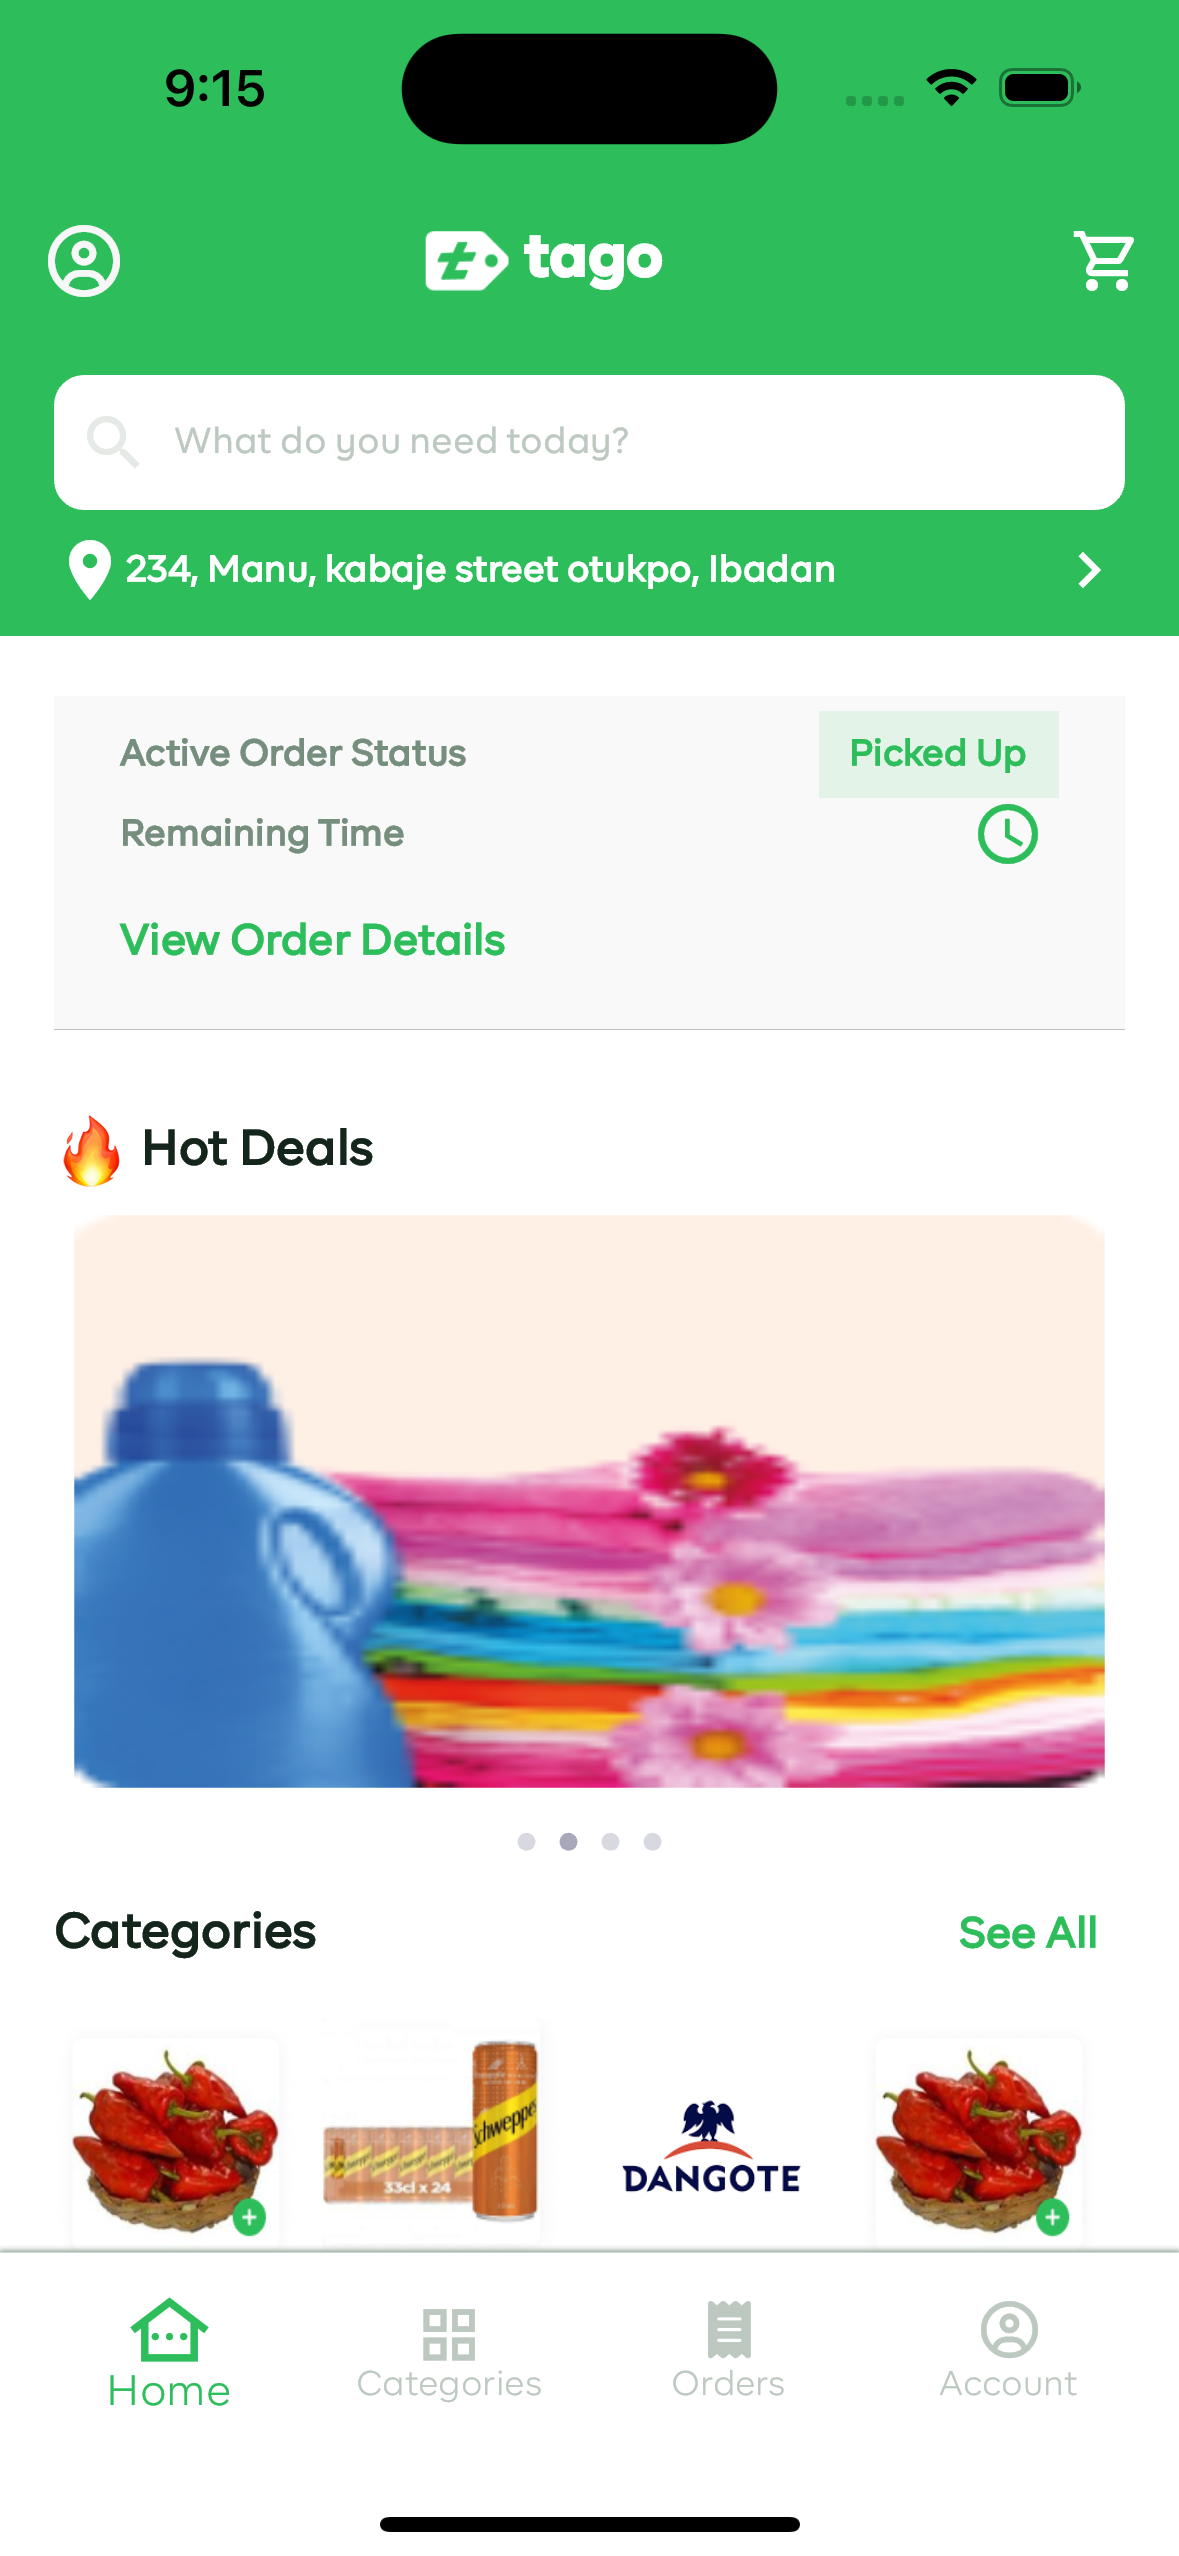 9:15
tago
What do you need today?
234, Manu, kabaje street otukpo, Ibadan
Active Order Status
Picked Up
Remaining Time
View Order Details
🔥 Hot Deals
Categories
See All
Schweppes
33cl x 24
DANGOTE
Home
Categories
Orders
Account